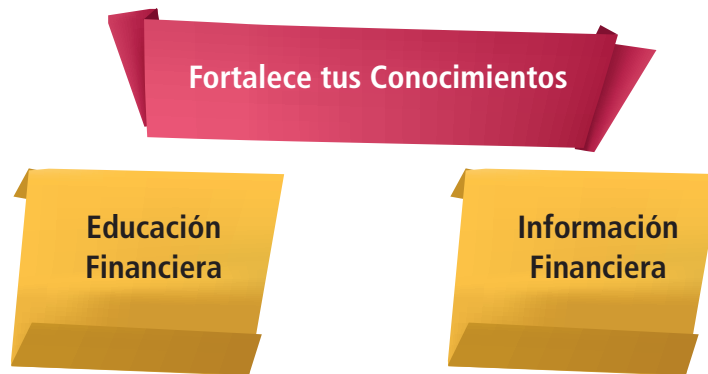 Fortalece tus Conocimientos
Educación
Financiera
Información
Financiera